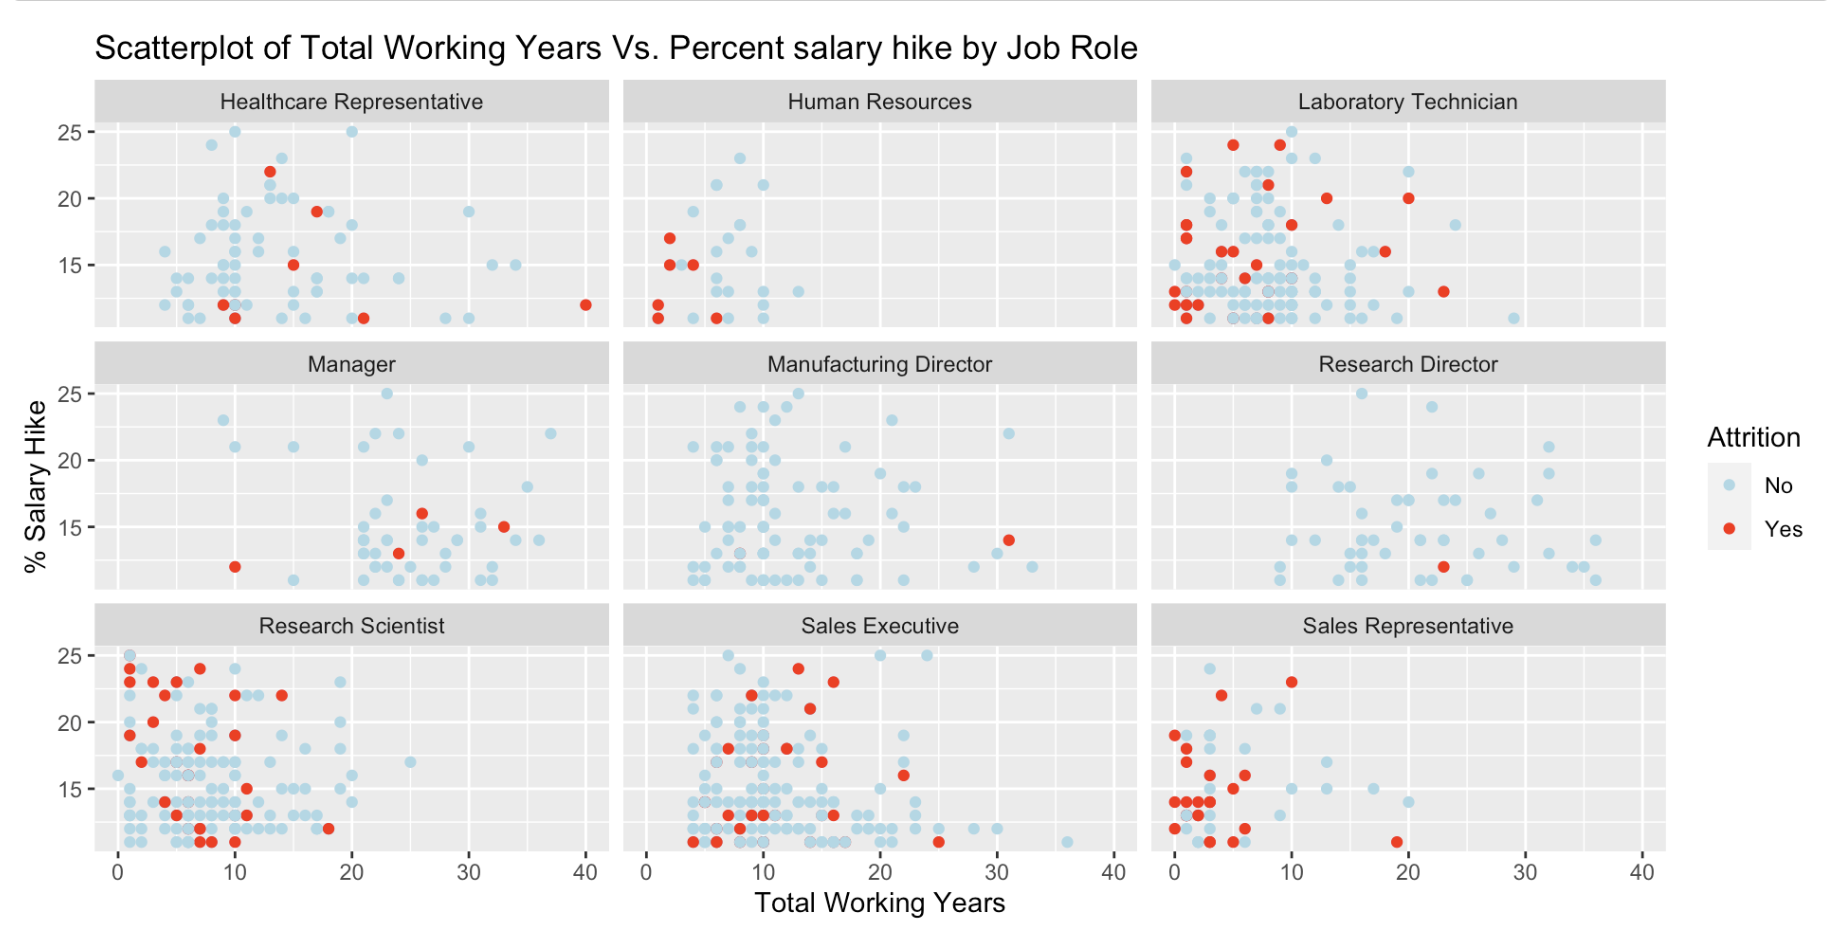 Scatterplot of Total Working Years Vs. Percent salary hike by Job Role
Healthcare Representative
Human Resources
Laboratory Technician
25
20
15
Manager
Manufacturing Director
Research Director
25
20
15
% Salary Hike
Attrition
No
Yes
Research Scientist
Sales Executive
Sales Representative
25
20
15
0 10 20 30 40
0 10 20 30 40
0 10 20 30 40
Total Working Years